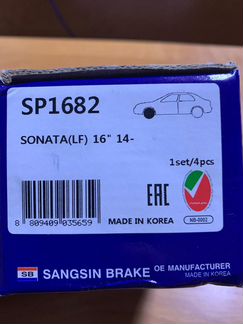 SP1682
SONATA(LF) 16" 14-
1set/4pcs
EAC
8 809409 035659
MADE IN KOREA
NB-0002
SB
SANGSIN BRAKE
OE MANUFACTURER
MADE IN KOREA